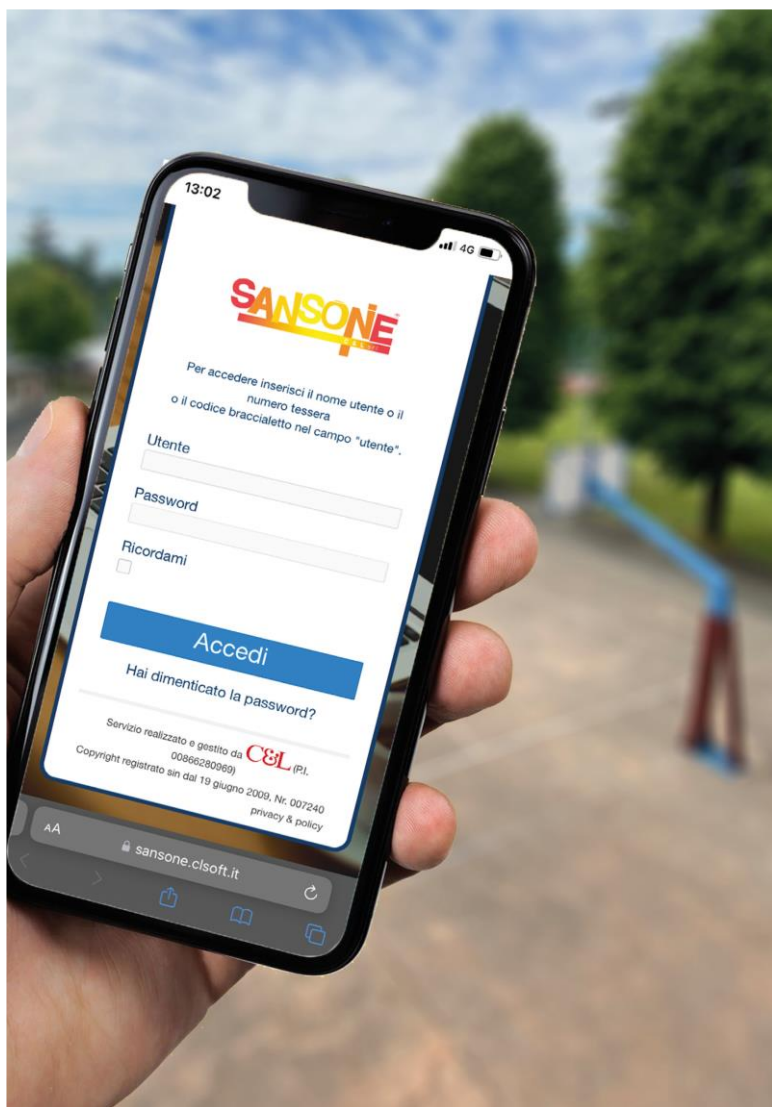 13:02
4G
SANSONE
Per accedere inserisci il nome utente o il
numero tessera
o il codice braccialetto nel campo "utente".
Utente
Password
Ricordami
Accedi
Hai dimenticato la password?
Servizio realizzato e gestito da C&L (P.I.
00866280969)
Copyright registrato sin dal 19 giugno 2009, Nr. 007240
privacy & policy
AA
sansone.clsoft.it